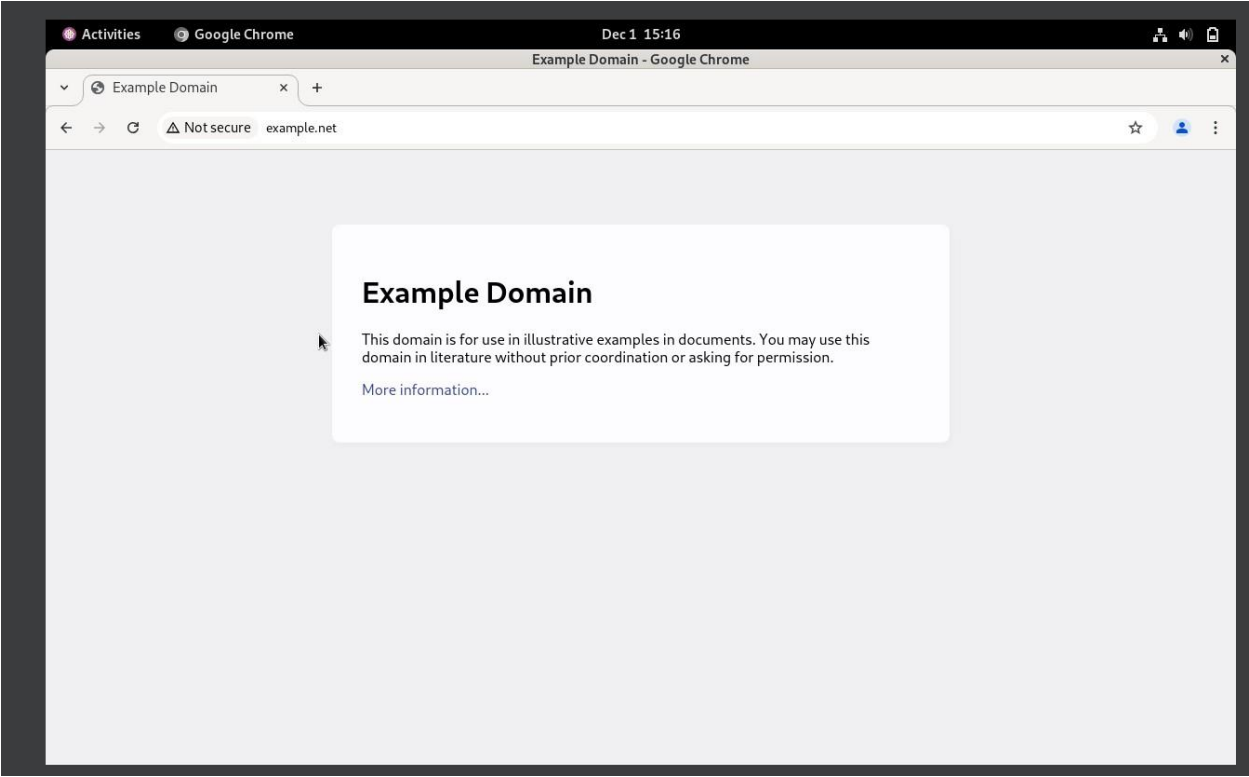 Activities Google Chrome Dec 1 15:16
Example Domain - Google Chrome
Example Domain
Not secure example.net
Example Domain
This domain is for use in illustrative examples in documents. You may use this
domain in literature without prior coordination or asking for permission.
More information...